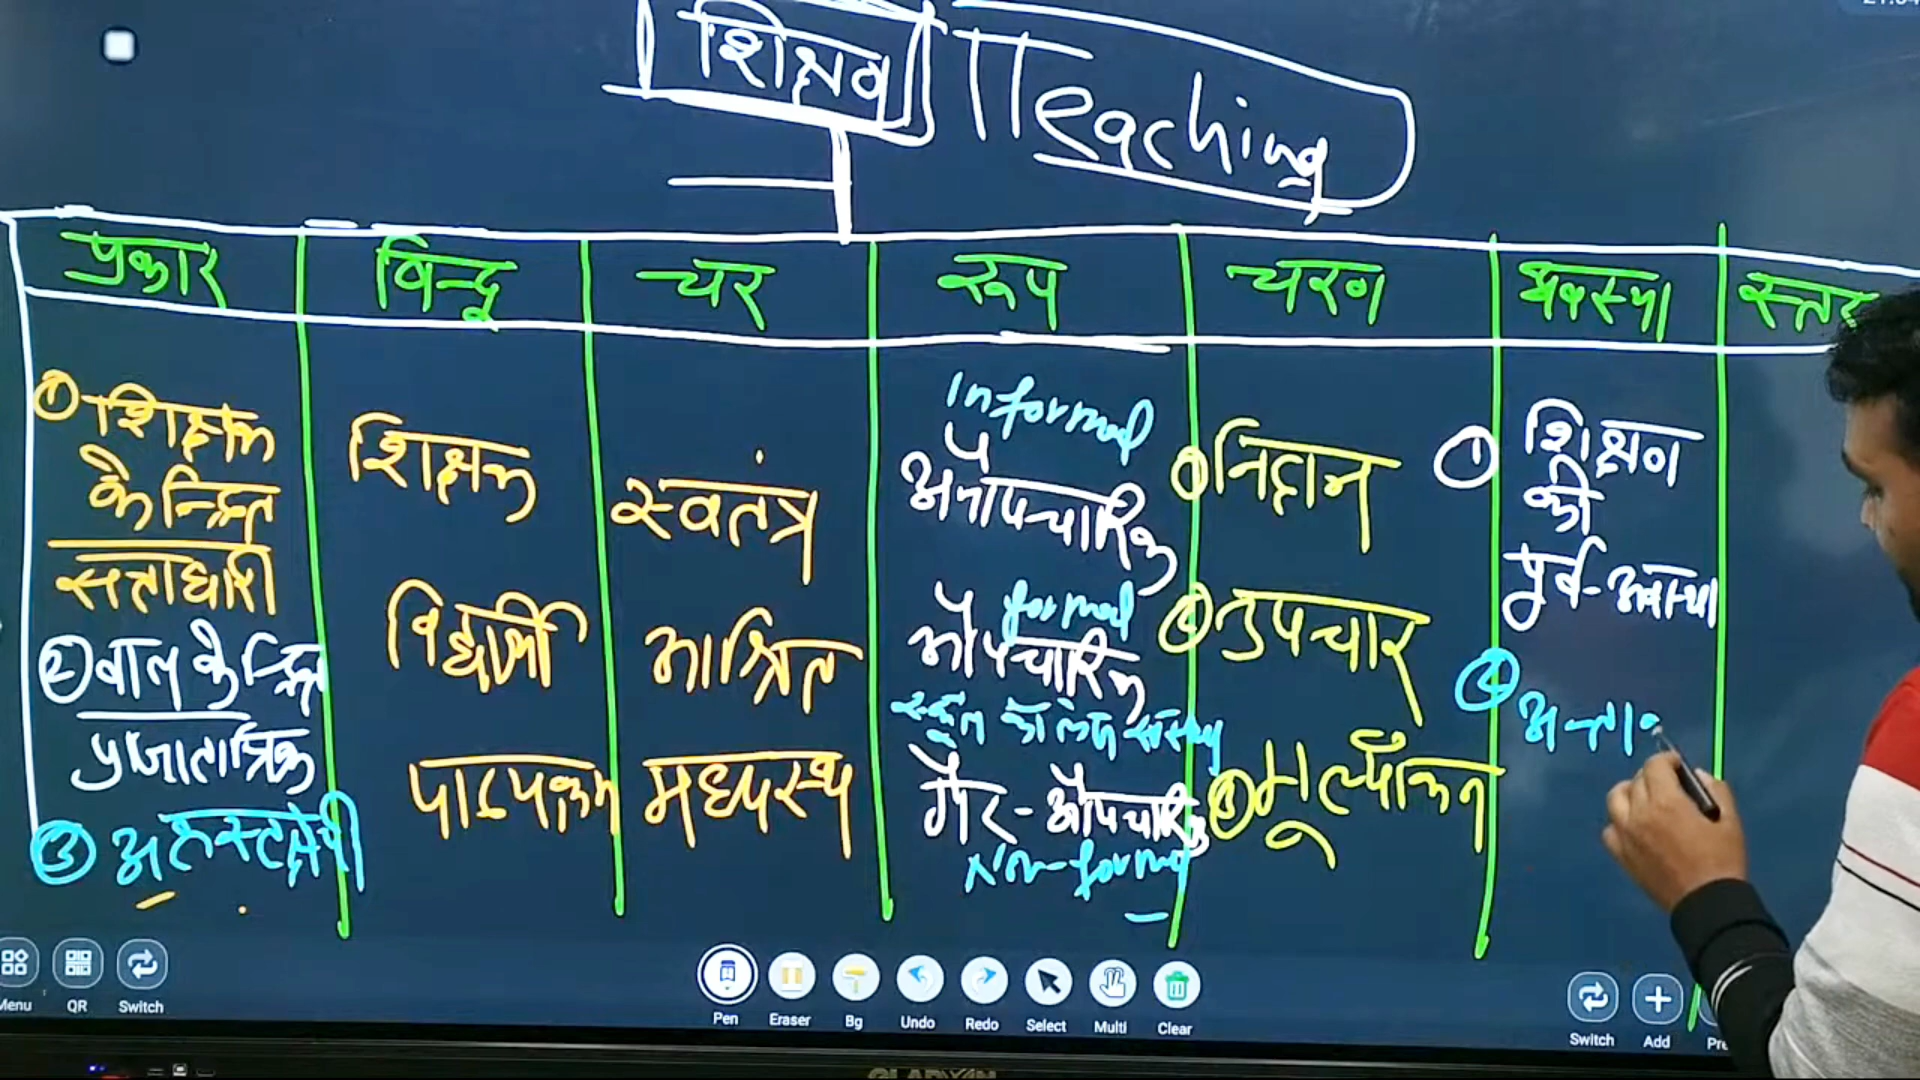 शिक्षण Teaching
प्रकार
बिन्दू
चर
रूप
चरण
अवस्था
स्तर
① शिक्षक
केन्द्रित
सत्ताधारी
② बाल केन्द्रित
प्रजातांत्रिक
③ अहस्तक्षेपी
शिक्षक
विद्यार्थी
पाठ्यक्रम
स्वतंत्र
आश्रित
मध्यस्थ
Informal
अनौपचारिक
formal
औपचारिक
स्कूल कॉलेज
गैर-औपचारिक
Non-formal
① निदान
② उपचार
③ मूल्यांकन
① शिक्षण
की
पूर्व-अवस्था
②
Menu
QR
Switch
Pen
Eraser
Bg
Undo
Redo
Select
Multi
Clear
Switch
Add